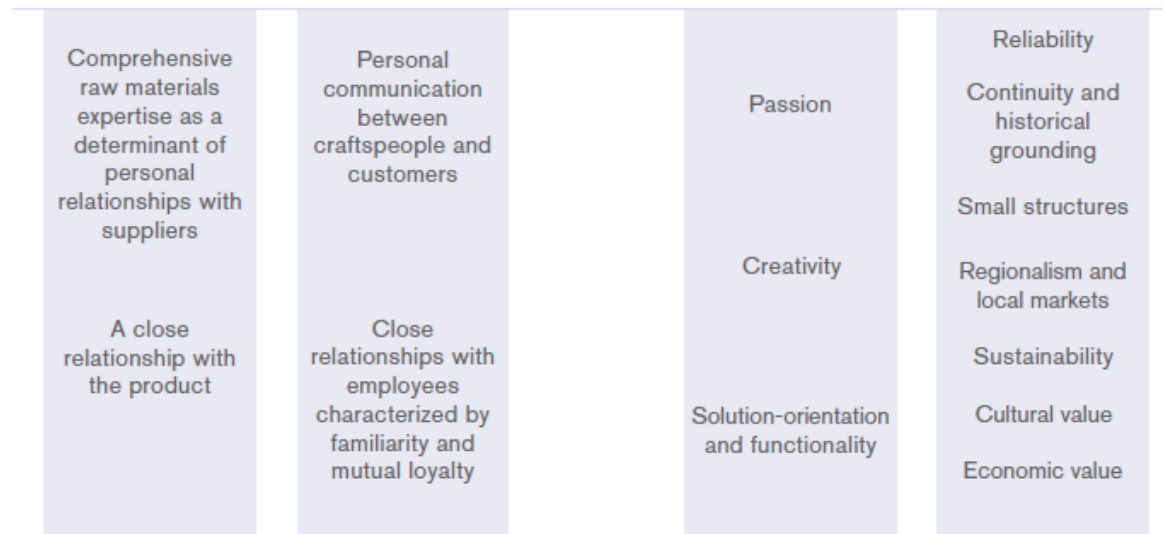 Comprehensive
raw materials
expertise as a
determinant of
personal
relationships with
suppliers
A close
relationship with
the product
Personal
communication
between
craftspeople and
customers
Close
relationships with
employees
characterized by
familiarity and
mutual loyalty
Passion
Creativity
Solution-orientation
and functionality
Reliability
Continuity and
historical
grounding
Small structures
Regionalism and
local markets
Sustainability
Cultural value
Economic value